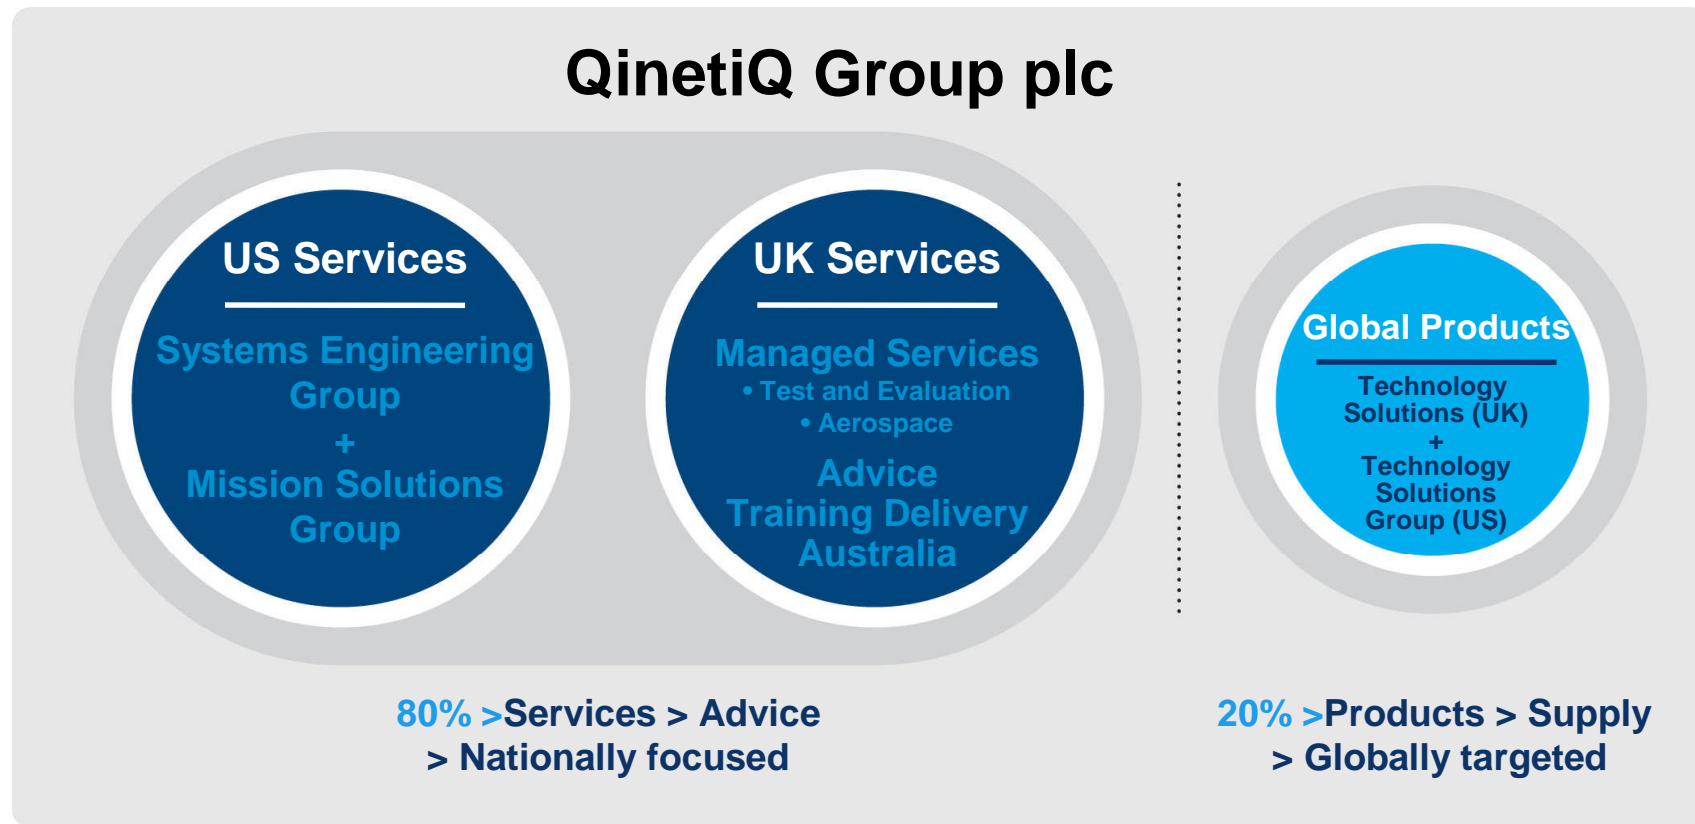 QinetiQ Group plc
US Services
Systems Engineering
Group
+
Mission Solutions
Group
UK Services
Managed Services
• Test and Evaluation
• Aerospace
Advice
Training Delivery
Australia
Global Products
Technology
Solutions (UK)
+
Technology
Solutions
Group (US)
80% >Services > Advice
> Nationally focused
20% >Products > Supply
> Globally targeted